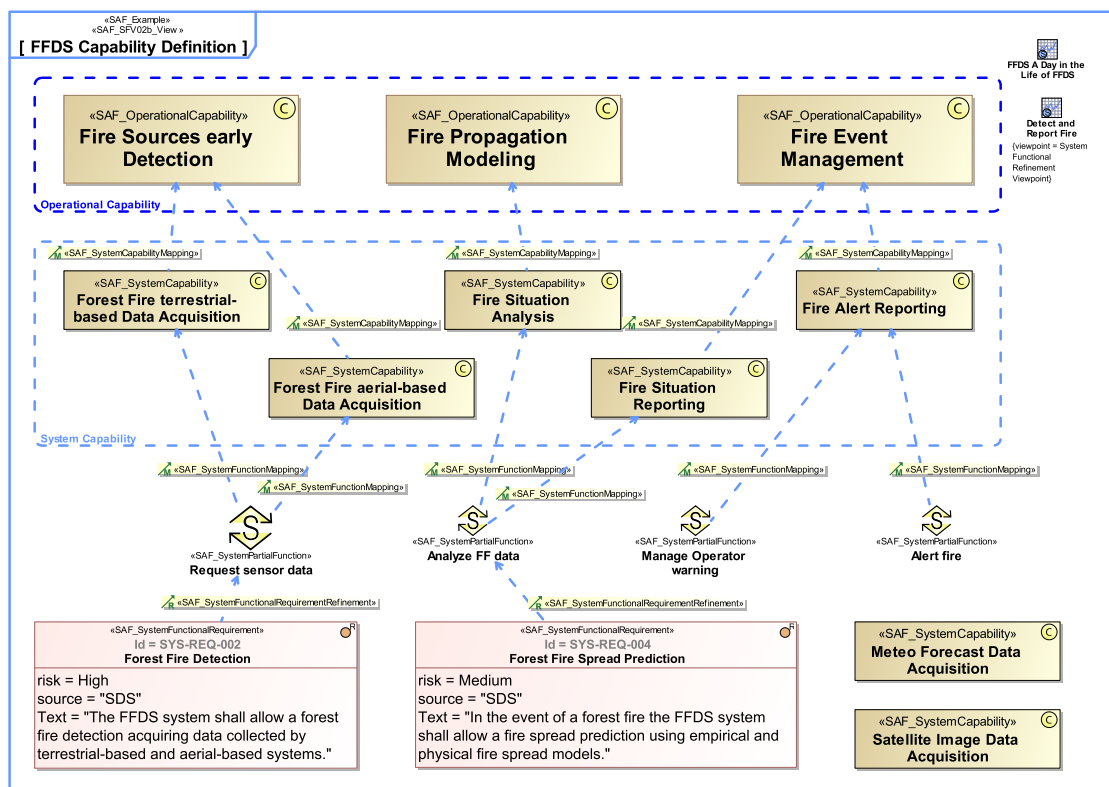 «SAF_Example»
«SAF_SFV02b_View »
[ FFDS Capability Definition ]
FFDS A Day in the
Life of FFDS
Detect and
Report Fire
{viewpoint = System
Functional
Refinement
Viewpoint}
«SAF_OperationalCapability»
Fire Sources early
Detection
C
«SAF_OperationalCapability»
Fire Propagation
Modeling
C
«SAF_OperationalCapability»
Fire Event
Management
C
Operational Capability
M «SAF_SystemCapabilityMapping»
M «SAF_SystemCapabilityMapping»
M «SAF_SystemCapabilityMapping»
«SAF_SystemCapability»
Forest Fire terrestrial-
based Data Acquisition
C
«SAF_SystemCapability»
Fire Situation
Analysis
C
«SAF_SystemCapability»
Fire Alert Reporting
C
M «SAF_SystemCapabilityMapping»
M «SAF_SystemCapabilityMapping»
«SAF_SystemCapability»
Forest Fire aerial-based
Data Acquisition
C
«SAF_SystemCapability»
Fire Situation
Reporting
C
System Capability
M «SAF_SystemFunctionMapping»
M «SAF_SystemFunctionMapping»
M «SAF_SystemFunctionMapping»
M «SAF_SystemFunctionMapping»
M «SAF_SystemFunctionMapping»
M «SAF_SystemFunctionMapping»
S
«SAF_SystemPartialFunction»
Request sensor data
S
«SAF_SystemPartialFunction»
Analyze FF data
S
«SAF_SystemPartialFunction»
Manage Operator
warning
S
«SAF_SystemPartialFunction»
Alert fire
R «SAF_SystemFunctionalRequirementRefinement»
R «SAF_SystemFunctionalRequirementRefinement»
«SAF_SystemFunctionalRequirement»
R
Id = SYS-REQ-002
Forest Fire Detection
risk = High
source = "SDS"
Text = "The FFDS system shall allow a forest
fire detection acquiring data collected by
terrestrial-based and aerial-based systems."
«SAF_SystemFunctionalRequirement»
R
Id = SYS-REQ-004
Forest Fire Spread Prediction
risk = Medium
source = "SDS"
Text = "In the event of a forest fire the FFDS system
shall allow a fire spread prediction using empirical and
physical fire spread models."
«SAF_SystemCapability»
Meteo Forecast Data
Acquisition
C
«SAF_SystemCapability»
Satellite Image Data
Acquisition
C